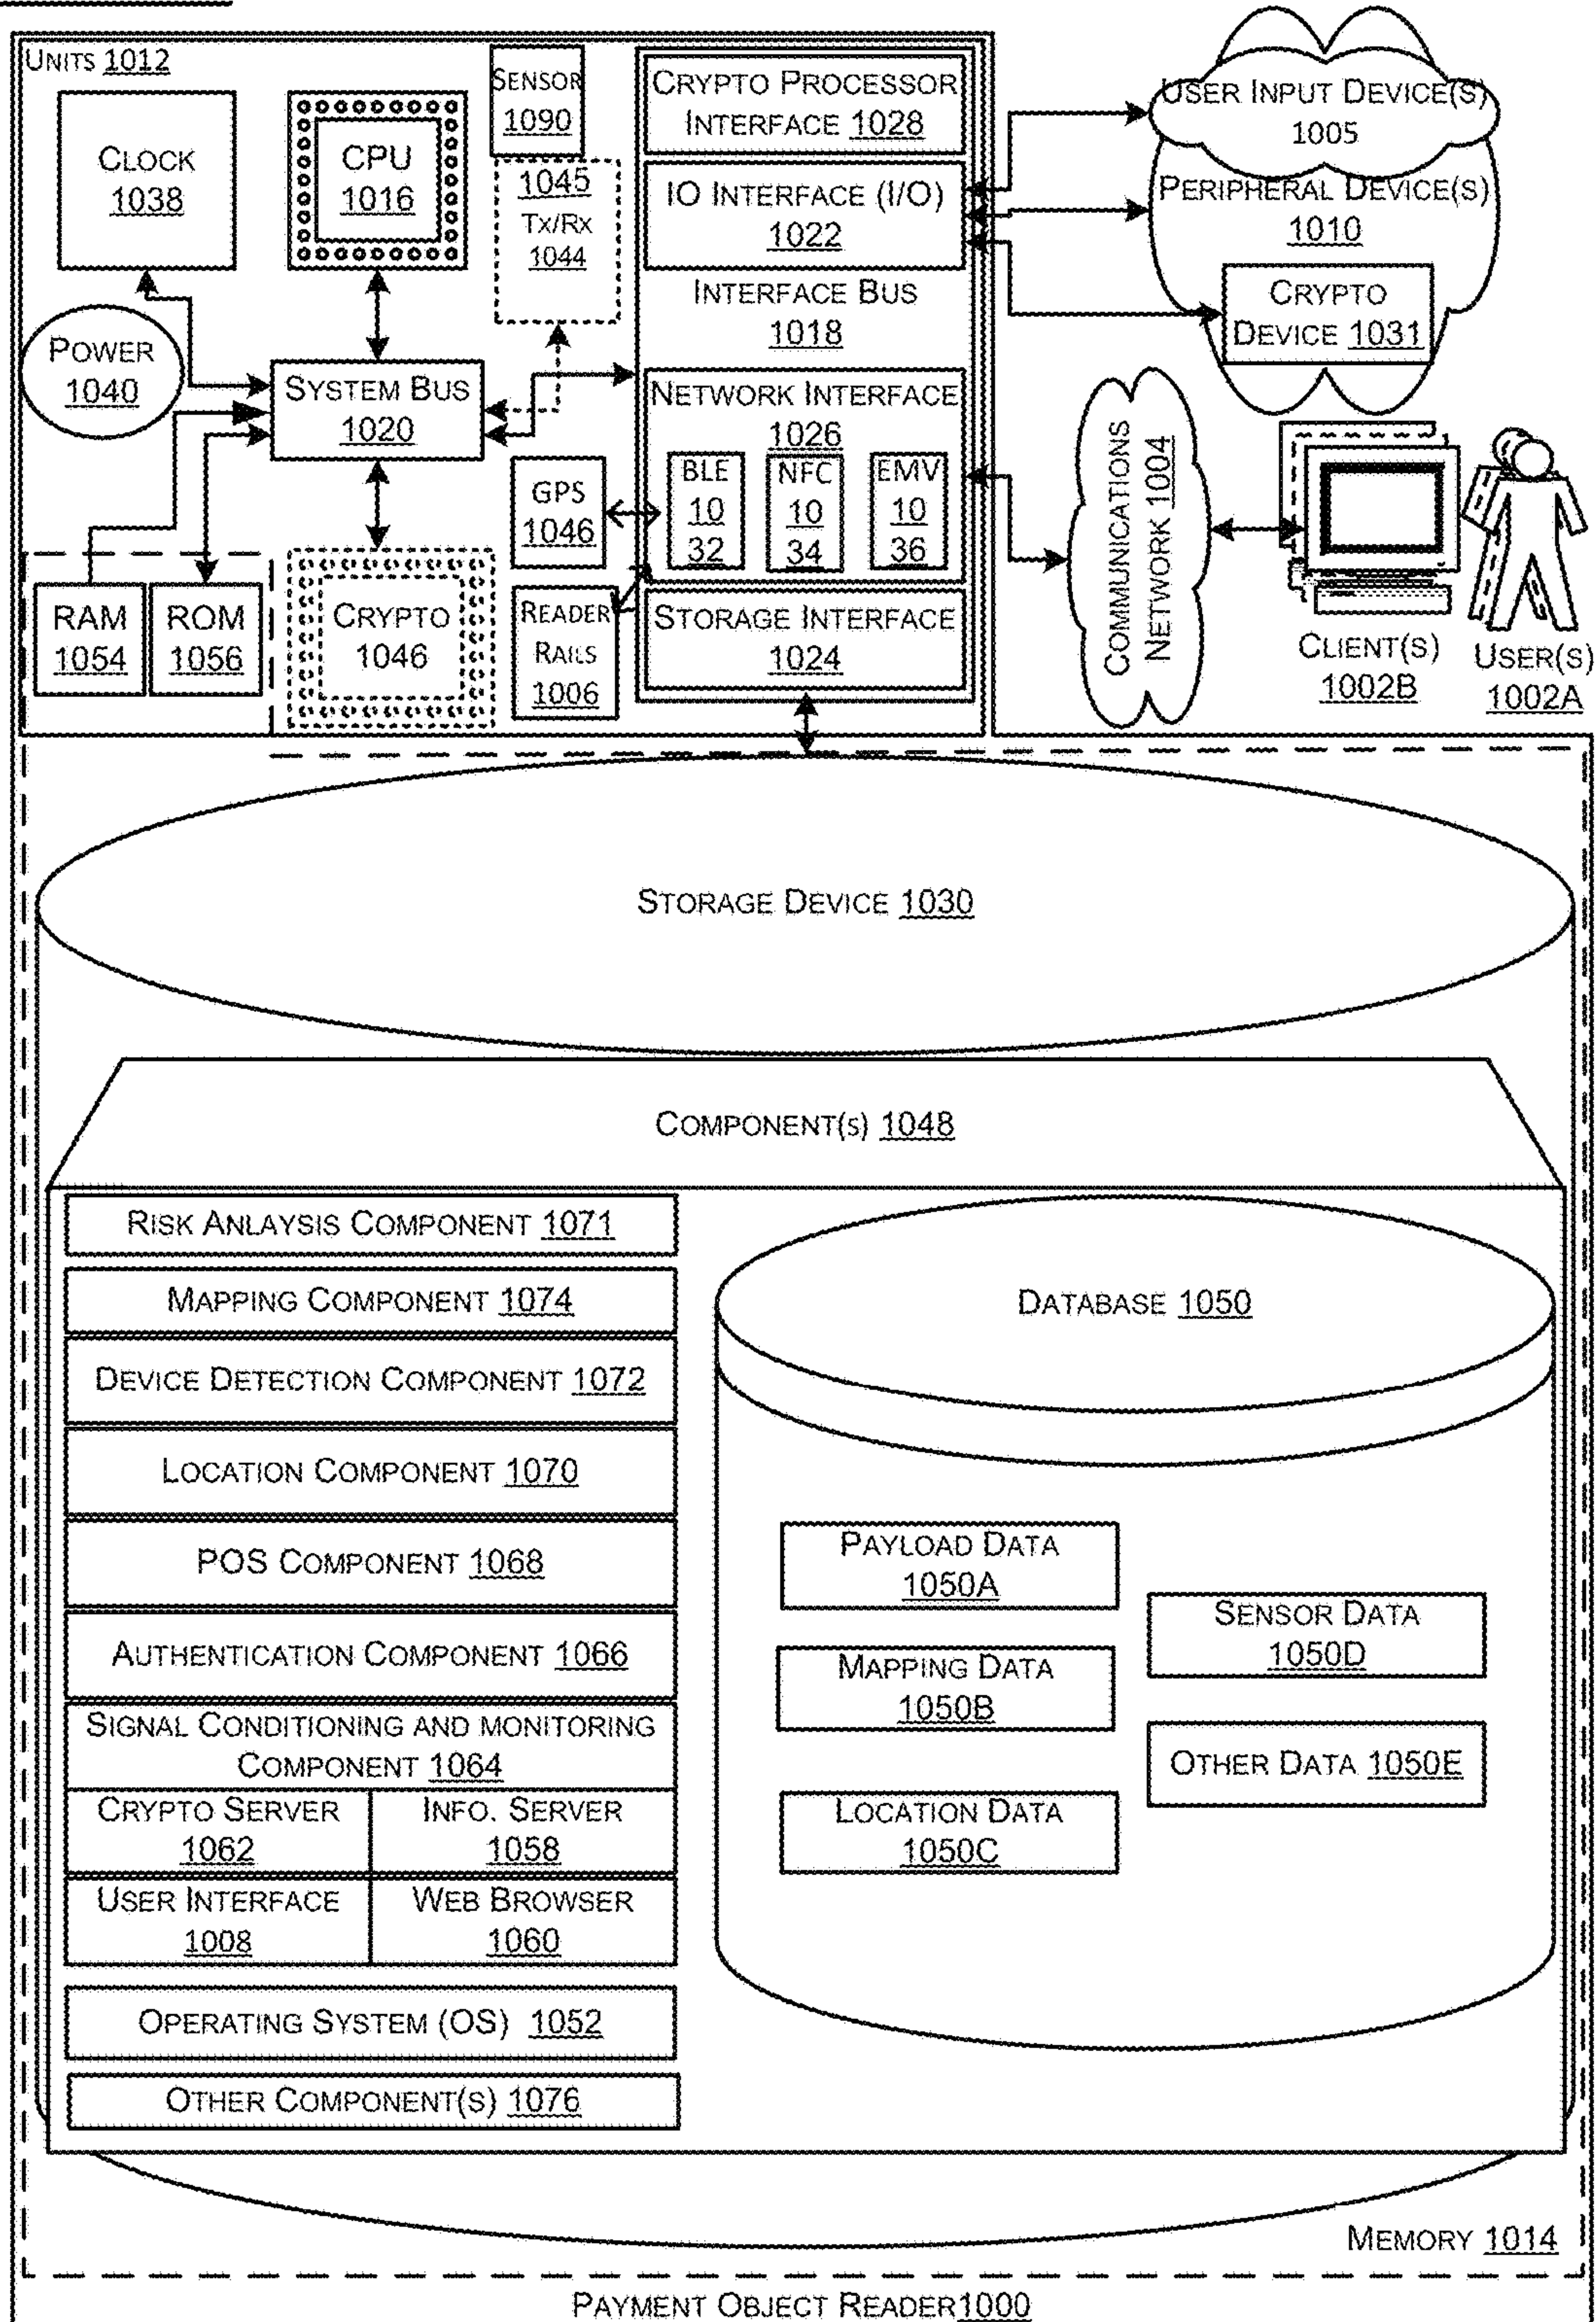 UNITS 1012
CLOCK
1038
CPU
1016
SENSOR
1090
1045
Tx/Rx
1044
CRYPTO PROCESSOR
INTERFACE 1028
IO INTERFACE (I/O)
1022
INTERFACE BUS
1018
USER INPUT DEVICE(S)
1005
PERIPHERAL DEVICE(S)
1010
CRYPTO
DEVICE 1031
POWER
1040
SYSTEM BUS
1020
NETWORK INTERFACE
1026
BLE
10
32
NFC
10
34
EMV
10
36
GPS
1046
COMMUNICATIONS
NETWORK 1004
CLIENT(S)
1002B
USER(S)
1002A
RAM
1054
ROM
1056
CRYPTO
1046
READER
RAILS
1006
STORAGE INTERFACE
1024
STORAGE DEVICE 1030
COMPONENT(S) 1048
RISK ANLAYSIS COMPONENT 1071
MAPPING COMPONENT 1074
DEVICE DETECTION COMPONENT 1072
LOCATION COMPONENT 1070
POS COMPONENT 1068
AUTHENTICATION COMPONENT 1066
SIGNAL CONDITIONING AND MONITORING
COMPONENT 1064
CRYPTO SERVER
1062
INFO. SERVER
1058
USER INTERFACE
1008
WEB BROWSER
1060
OPERATING SYSTEM (OS) 1052
OTHER COMPONENT(S) 1076
DATABASE 1050
PAYLOAD DATA
1050A
MAPPING DATA
1050B
LOCATION DATA
1050C
SENSOR DATA
1050D
OTHER DATA 1050E
MEMORY 1014
PAYMENT OBJECT READER1000